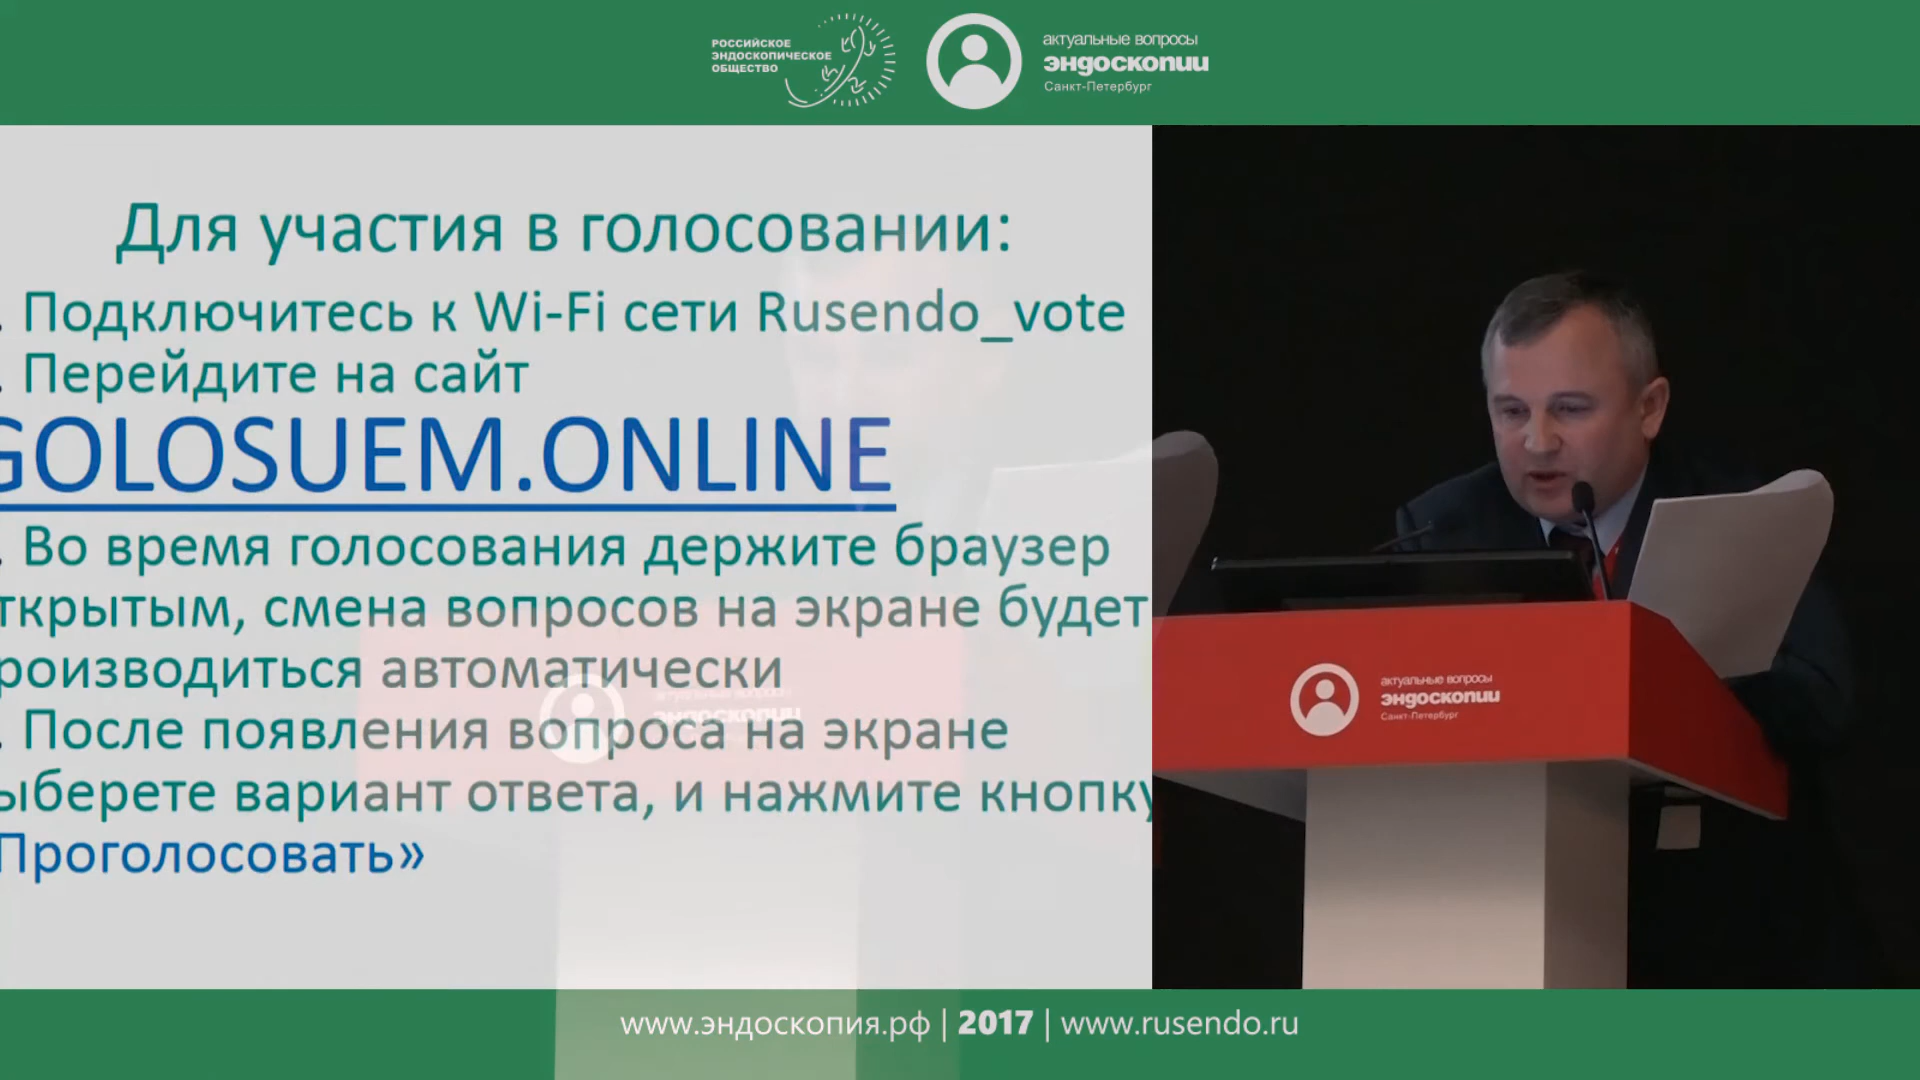 РОССИЙСКОЕ
ЭНДОСКОПИЧЕСКОЕ
ОБЩЕСТВО
актуальные вопросы
эндоскопии
Санкт-Петербург
Для участия в голосовании:
. Подключитесь к Wi-Fi сети Rusendo_vote
. Перейдите на сайт
GOLOSUEM.ONLINE
. Во время голосования держите браузер
ткрытым, смена вопросов на экране будет
роизводиться автоматически
. После появления вопроса на экране
ыберете вариант ответа, и нажмите кнопку
Проголосовать»
актуальные вопросы
эндоскопии
актуальные вопросы
эндоскопии
Санкт-Петербург
www.эндоскопия.рф | 2017 | www.rusendo.ru